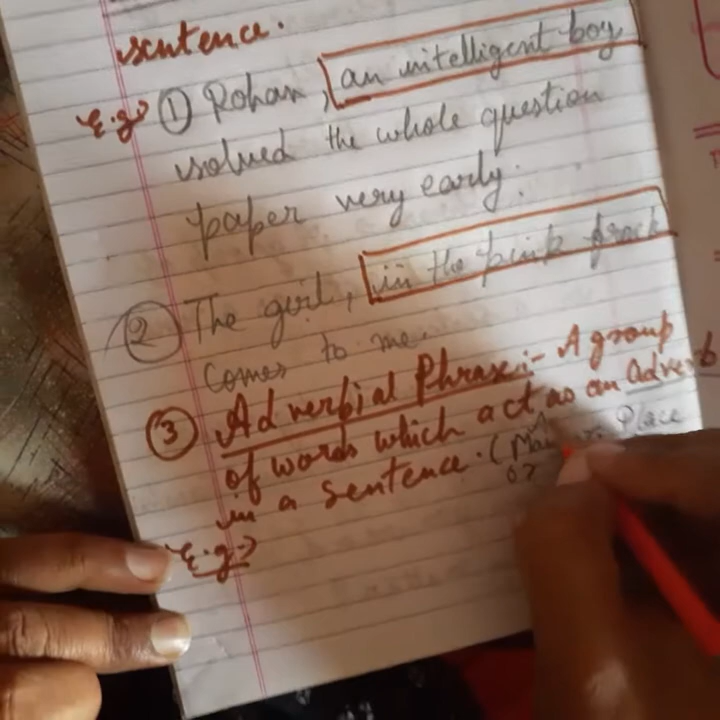 sentence.
E.g> ① Rohan, an intelligent boy
solved the whole question
paper very early.
② The girl, in the pink frock
comes to me.
③ Adverbial Phrase:- A group
of words which act as an adverb
in a sentence. ( Place
or
E.g>